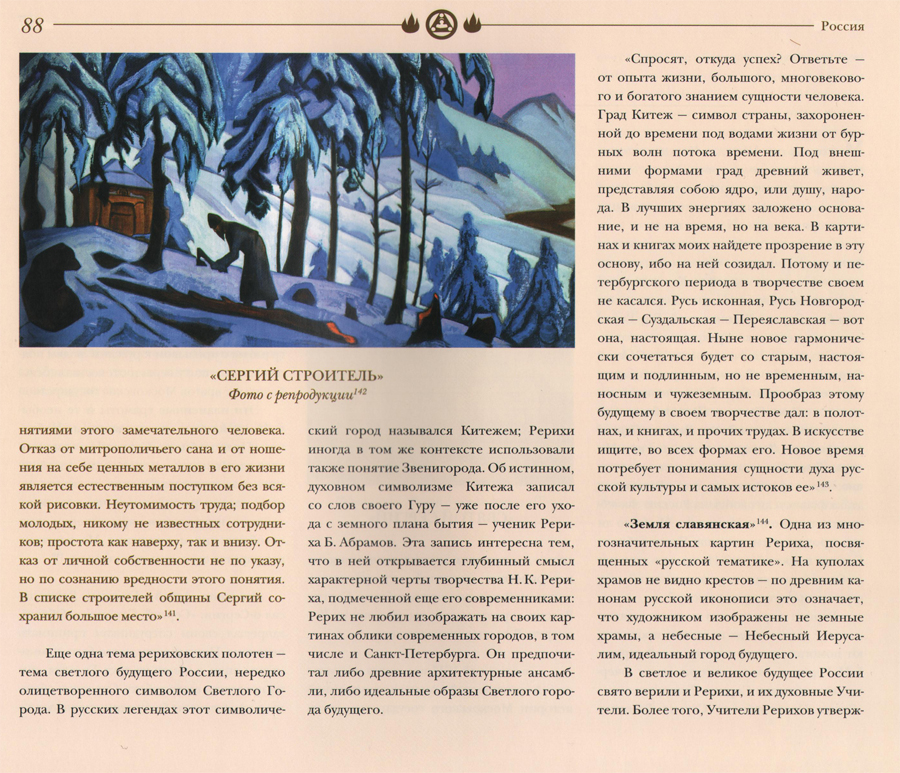 88
Россия
«СЕРГИЙ СТРОИТЕЛЬ»
Фото с репродукции142
нятиями этого замечательного человека.
Отказ от митрополичьего сана и от ноше-
ния на себе ценных металлов в его жизни
является естественным поступком без вся-
кой рисовки. Неутомимость труда; подбор
молодых, никому не известных сотрудни-
ков; простота как наверху, так и внизу. От-
каз от личной собственности не по указу,
но по сознанию вредности этого понятия.
В списке строителей общины Сергий со-
хранил большое место»141.
Еще одна тема рериховских полотен –
тема светлого будущего России, нередко
олицетворенного символом Светлого Го-
рода. В русских легендах этот символиче-
ский город назывался Китежем; Рерихи
иногда в том же контексте использовали
также понятие Звенигорода. Об истинном,
духовном символизме Китежа записал
со слов своего Гуру – уже после его ухо-
да с земного плана бытия – ученик Рери-
ха Б. Абрамов. Эта запись интересна тем,
что в ней открывается глубинный смысл
характерной черты творчества Н. К. Рери-
ха, подмеченной еще его современниками:
Рерих не любил изображать на своих кар-
тинах облики современных городов, в том
числе и Санкт-Петербурга. Он предпочи-
тал либо древние архитектурные ансамб-
ли, либо идеальные образы Светлого горо-
да будущего.
«Спросят, откуда успех? Ответьте –
от опыта жизни, большого, многовеково-
го и богатого знанием сущности человека.
Град Китеж – символ страны, захоронен-
ной до времени под водами жизни от бур-
ных волн потока времени. Под внеш-
ними формами град древний живет,
представляя собою ядро, или душу, наро-
да. В лучших энергиях заложено основа-
ние, и не на время, но на века. В карти-
нах и книгах моих найдете прозрение в эту
основу, ибо на ней созидал. Потому и пе-
тербургского периода в творчестве своем
не касался. Русь исконная, Русь Новгород-
ская – Суздальская – Переяславская – вот
она, настоящая. Ныне новое гармониче-
ски сочетаться будет со старым, настоя-
щим и подлинным, но не временным, на-
носным и чужеземным. Прообраз этому
будущему в своем творчестве дал: в полот-
нах, и книгах, и прочих трудах. В искусстве
ищите, во всех формах его. Новое время
потребует понимания сущности духа рус-
ской культуры и самых истоков ее»143.
«Земля славянская»144. Одна из мно-
гозначительных картин Рериха, посвя-
щенных «русской тематике». На куполах
храмов не видно крестов – по древним ка-
нонам русской иконописи это означает,
что художником изображены не земные
храмы, а небесные – Небесный Иеруса-
лим, идеальный город будущего.
В светлое и великое будущее России
свято верили и Рерихи, и их духовные Учи-
тели. Более того, Учители Рерихов утверж-